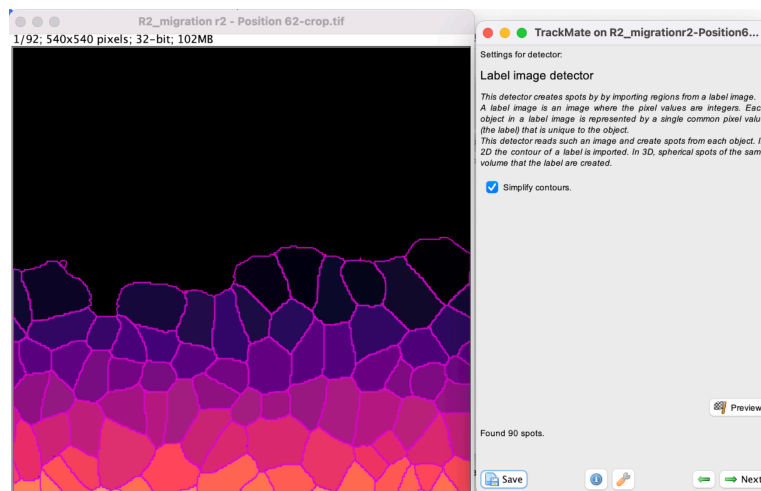 R2_migration r2 - Position 62-crop.tif
1/92; 540x540 pixels; 32-bit; 102MB
TrackMate on R2_migrationr2-Position6...
Settings for detector:
Label image detector
This detector creates spots by by importing regions from a label image.
A label image is an image where the pixel values are integers. Eac
object in a label image is represented by a single common pixel valu
(the label) that is unique to the object.
This detector reads such an image and create spots from each object. I
2D the contour of a label is imported. In 3D, spherical spots of the sam
volume that the label are created.
Simplify contours.
Preview
Found 90 spots.
Save
Next